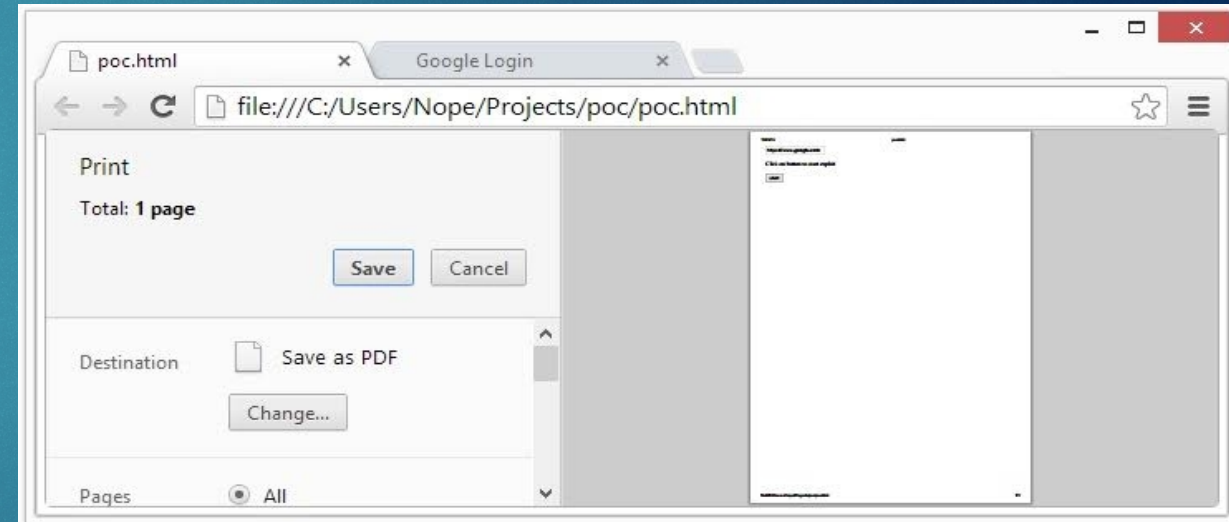 poc.html
Google Login
file:///C:/Users/Nope/Projects/poc/poc.html
Print
Total: 1 page
Save Cancel
Destination Save as PDF
Change...
Pages All